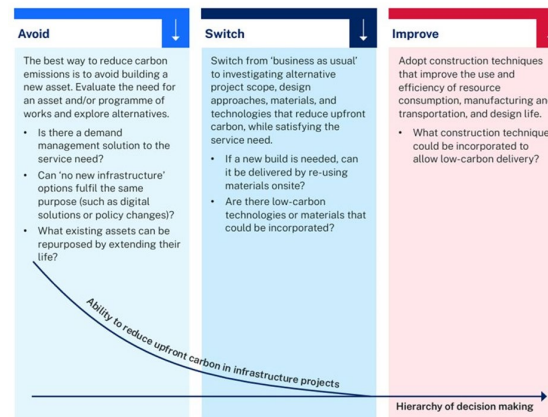 Avoid
The best way to reduce carbon
emissions is to avoid building a
new asset. Evaluate the need for
an asset and/or programme of
works and explore alternatives.
• Is there a demand
management solution to the
service need?
• Can ‘no new infrastructure’
options fulfil the same
purpose (such as digital
solutions or policy changes)?
• What existing assets can be
repurposed by extending their
life?
Switch
Switch from ‘business as usual’
to investigating alternative
project scope, design
approaches, materials, and
technologies that reduce upfront
carbon, while satisfying the
service need.
• If a new build is needed, can
it be delivered by re-using
materials onsite?
• Are there low-carbon
technologies or materials that
could be incorporated?
Improve
Adopt construction techniques
that improve the use and
efficiency of resource
consumption, manufacturing an
transportation, and design life.
• What construction technique
could be incorporated to
allow low-carbon delivery?
Ability to reduce upfront carbon in infrastructure projects
Hierarchy of decision making